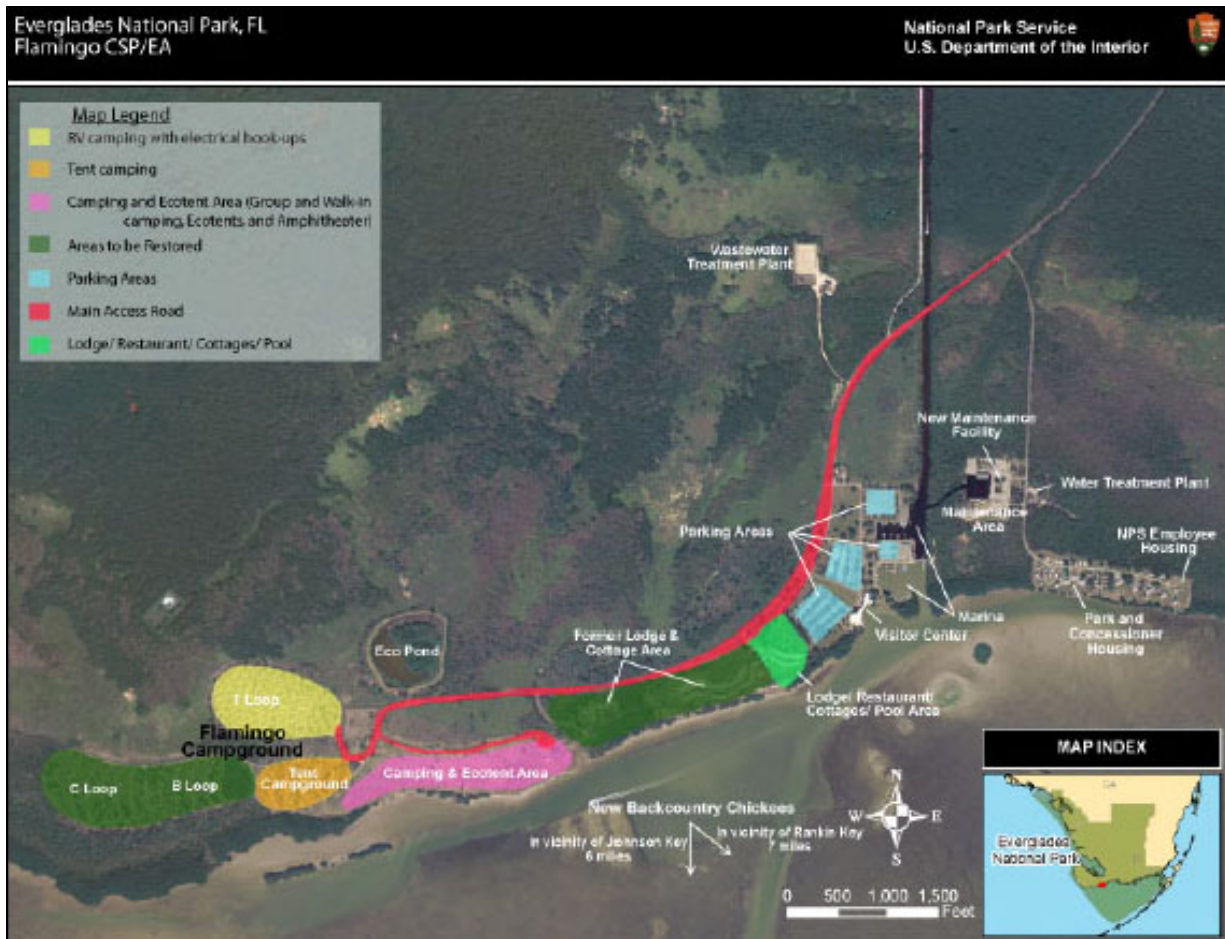 Everglades National Park, FL
Flamingo CSP/EA
National Park Service
U.S. Department of the Interior
Map Legend
RV camping with electrical hook-ups
Tent camping
Camping and Ecotent Area (Group and Walk-in
camping, Ecotents, and Amphitheater)
Areas to be Restored
Parking Areas
Main Access Road
Lodge/ Restaurant/ Cottages/ Pool
Wastewater
Treatment Plant
New Maintenance
Facility
Water Treatment Plant
Maintenance
Area
Parking Areas
NPS Employee
Housing
Marina
Park and
Concessioner
Housing
Visitor Center
Former Lodge &
Cottage Area
Eco Pond
Lodge/ Restaurant/
Cottages/ Pool Area
T Loop
Flamingo
Campground
C Loop
B Loop
Tent
Campground
Camping & Ecotent Area
New Backcountry Chickees
In vicinity of Johnson Key
6 miles
In vicinity of Rankin Key
7 miles
N
W
E
S
0 500 1,000 1,500
Feet
MAP INDEX
Everglades
National Park